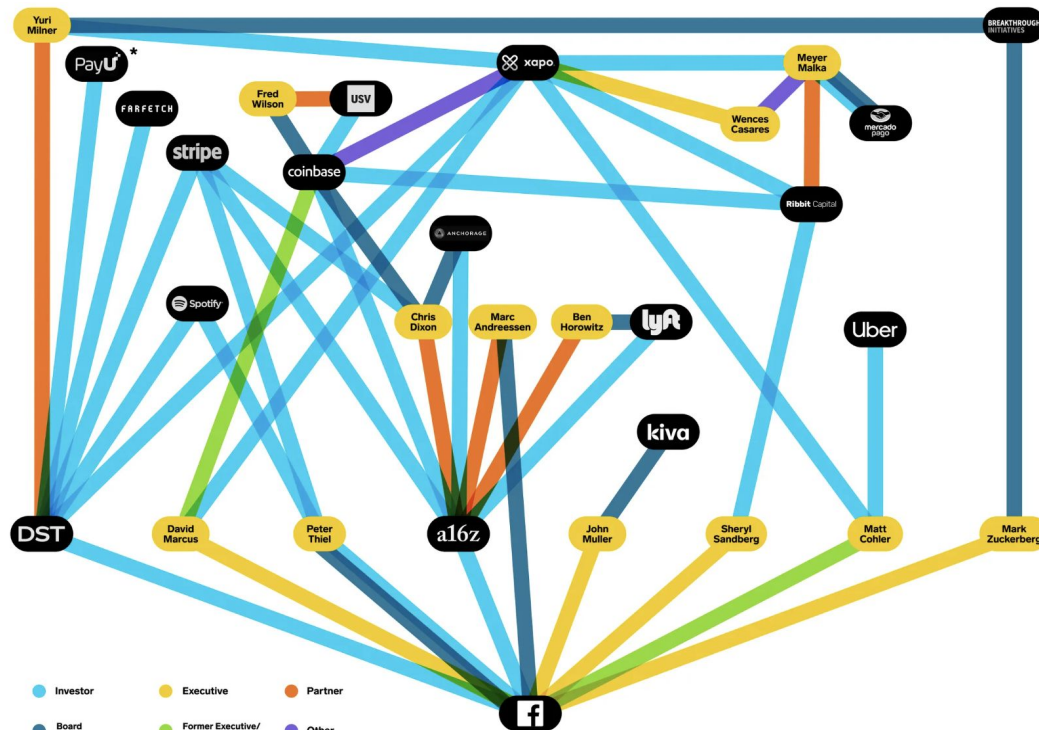 Yuri
Milner
BREAKTHROUGH
INITIATIVES
PayU
*
xapo
Meyer
Malka
FARFETCH
Fred
Wilson
USV
Wences
Casares
mercado
pago
stripe
coinbase
Ribbit Capital
ANCHORAGE
Spotify
Chris
Dixon
Marc
Andreessen
Ben
Horowitz
lyft
Uber
kiva
DST
David
Marcus
Peter
Thiel
a16z
John
Muller
Sheryl
Sandberg
Matt
Cohler
Mark
Zuckerberg
f
Investor
Executive
Partner
Board
Former Executive/
Other